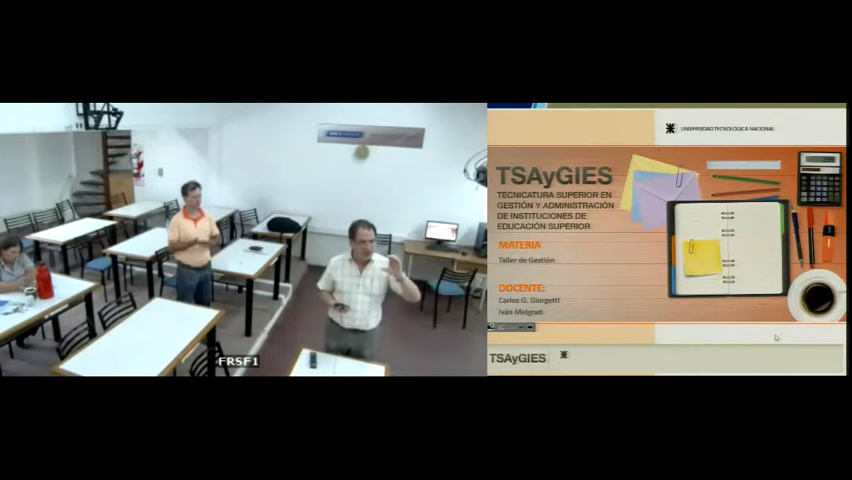 UNIVERSIDAD TECNOLÓGICA NACIONAL
TSAyGIES
TECNICATURA SUPERIOR EN
GESTIÓN Y ADMINISTRACIÓN
DE INSTITUCIONES DE
EDUCACIÓN SUPERIOR
MATERIA
Taller de Gestión
DOCENTE:
Carlos G. Giorgetti
Iván Melgrati
FRSF1
TSAyGIES